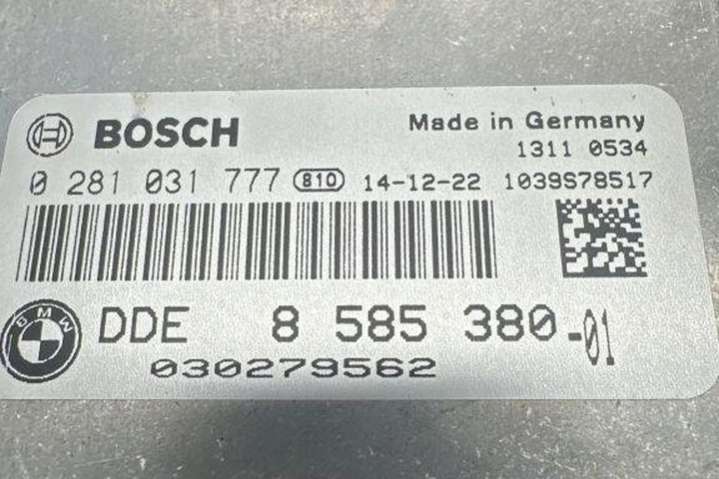 BOSCH Made in Germany
1311 0534
0 281 031 777 810 14-12-22 1039S78517
BMW DDE 8 585 380-01
030279562